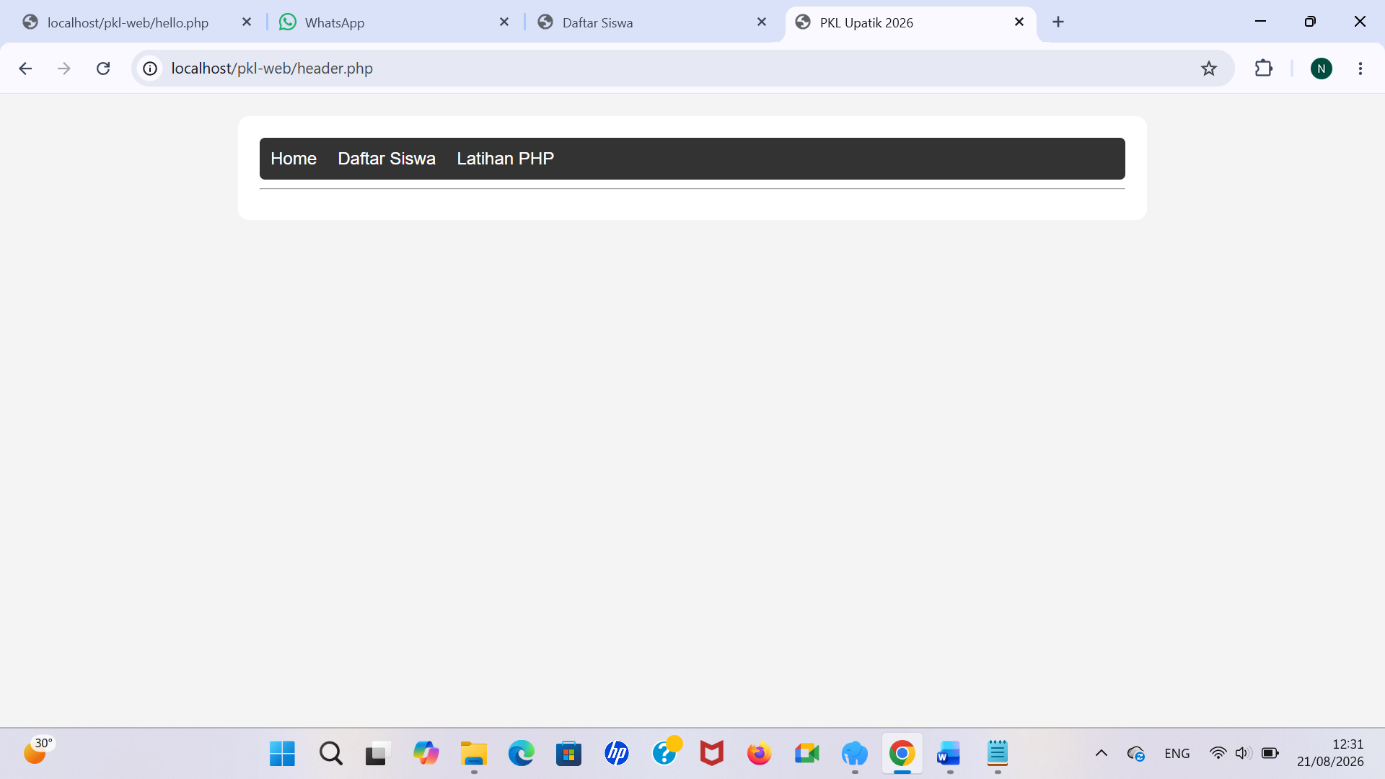 localhost/pkl-web/hello.php
WhatsApp
Daftar Siswa
PKL Upatik 2026
localhost/pkl-web/header.php
N
Home
Daftar Siswa
Latihan PHP
30°
hp
?
W
ENG
12:31
21/08/2026